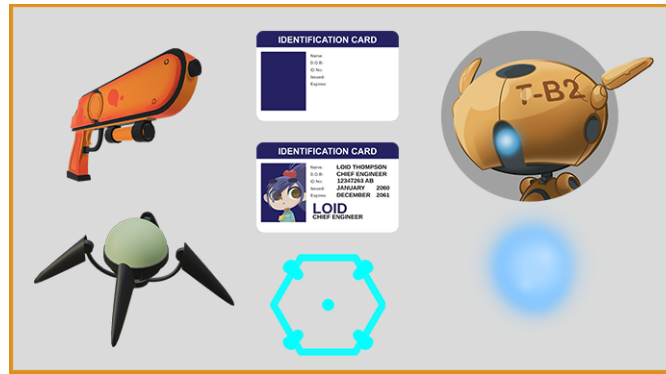 IDENTIFICATION CARD
Name:
D.O.B:
ID No:
Issued:
Expires:
IDENTIFICATION CARD
Name: LOID THOMPSON
D.O.B: CHIEF ENGINEER
ID No: 12347263 AB
Issued: JANUARY 2060
Expires: DECEMBER 2061
LOID
CHIEF ENGINEER
T-B2